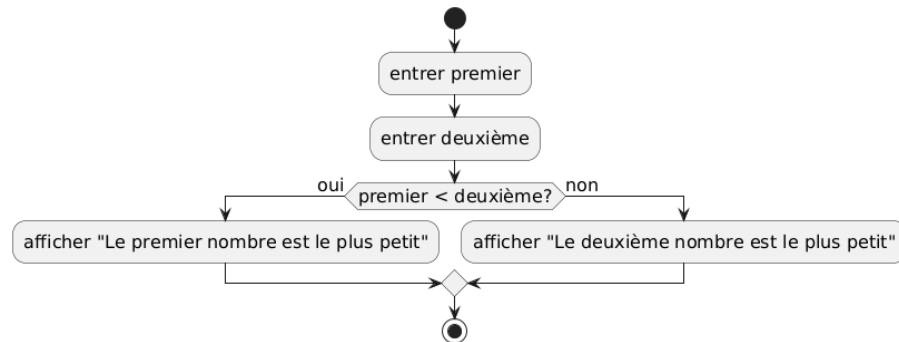 entrer premier
entrer deuxième
oui
premier < deuxième?
non
afficher "Le premier nombre est le plus petit"
afficher "Le deuxième nombre est le plus petit"